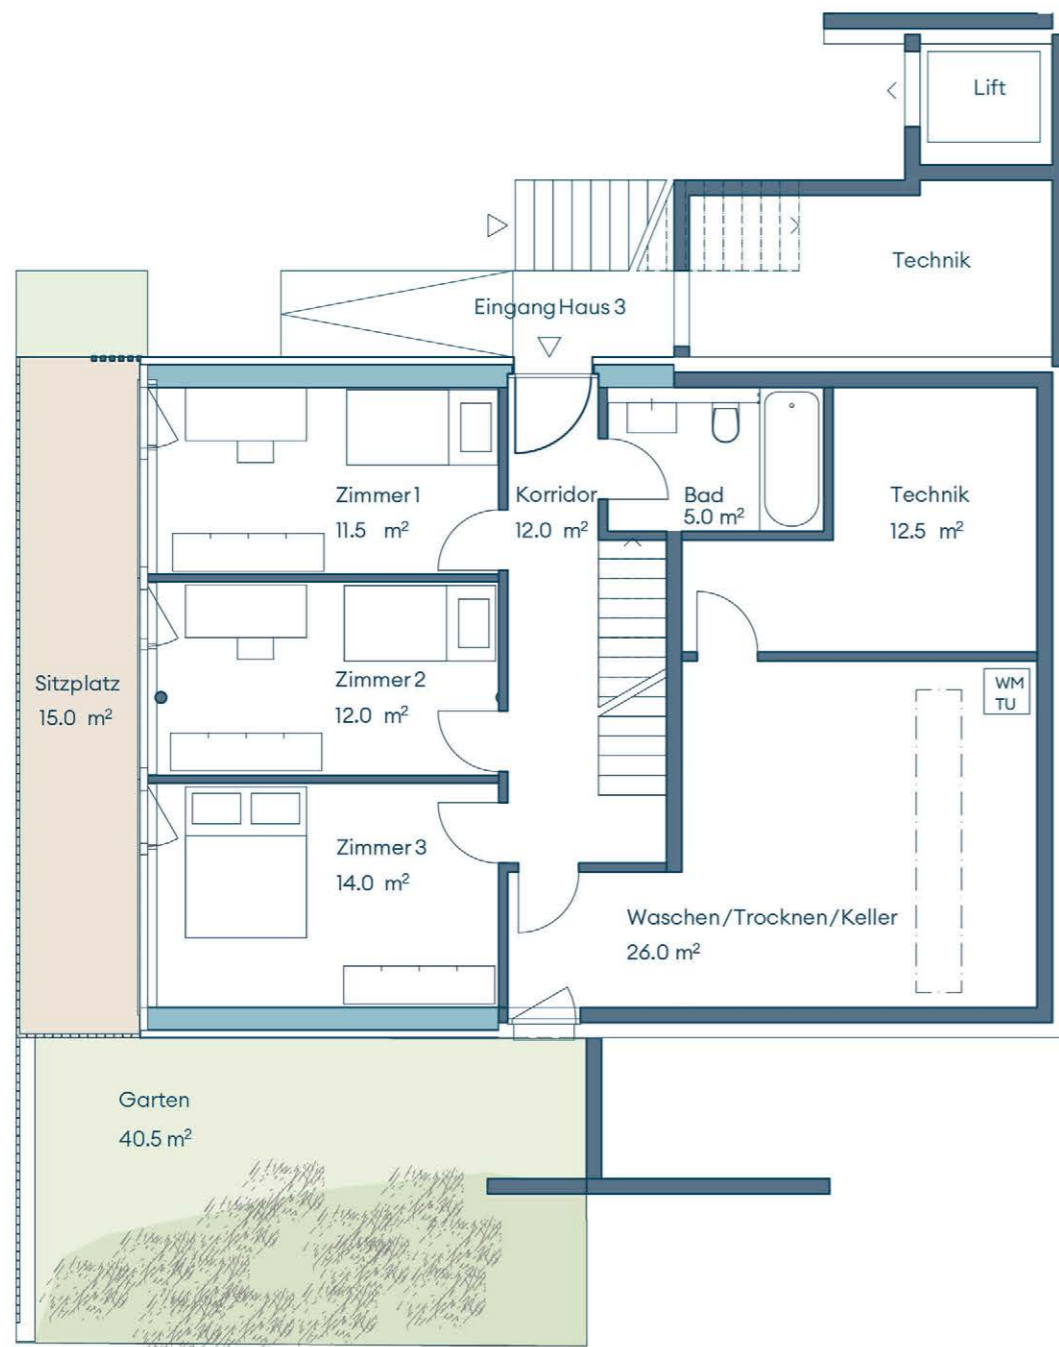 Lift
Technik
Eingang Haus 3
Zimmer 1
11.5 m²
Korridor
12.0 m²
Bad
5.0 m²
Technik
12.5 m²
Sitzplatz
15.0 m²
Zimmer 2
12.0 m²
WM
TU
Zimmer 3
14.0 m²
Waschen/Trocknen/Keller
26.0 m²
Garten
40.5 m²